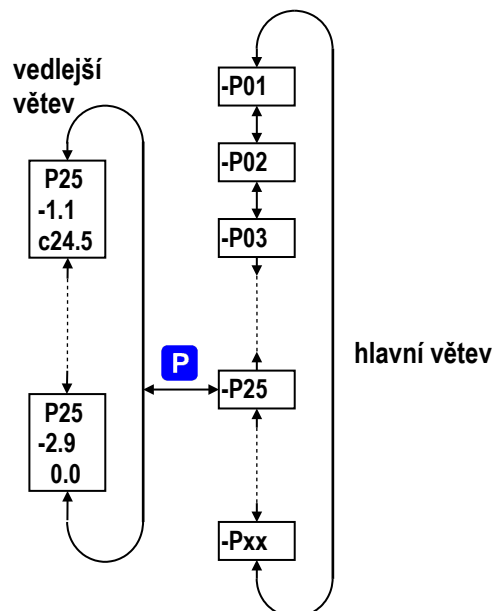 vedlejší
větev
P25
-1.1
c24.5
P25
-2.9
0.0
P
-P01
-P02
-P03
-P25
-Pxx
hlavní větev